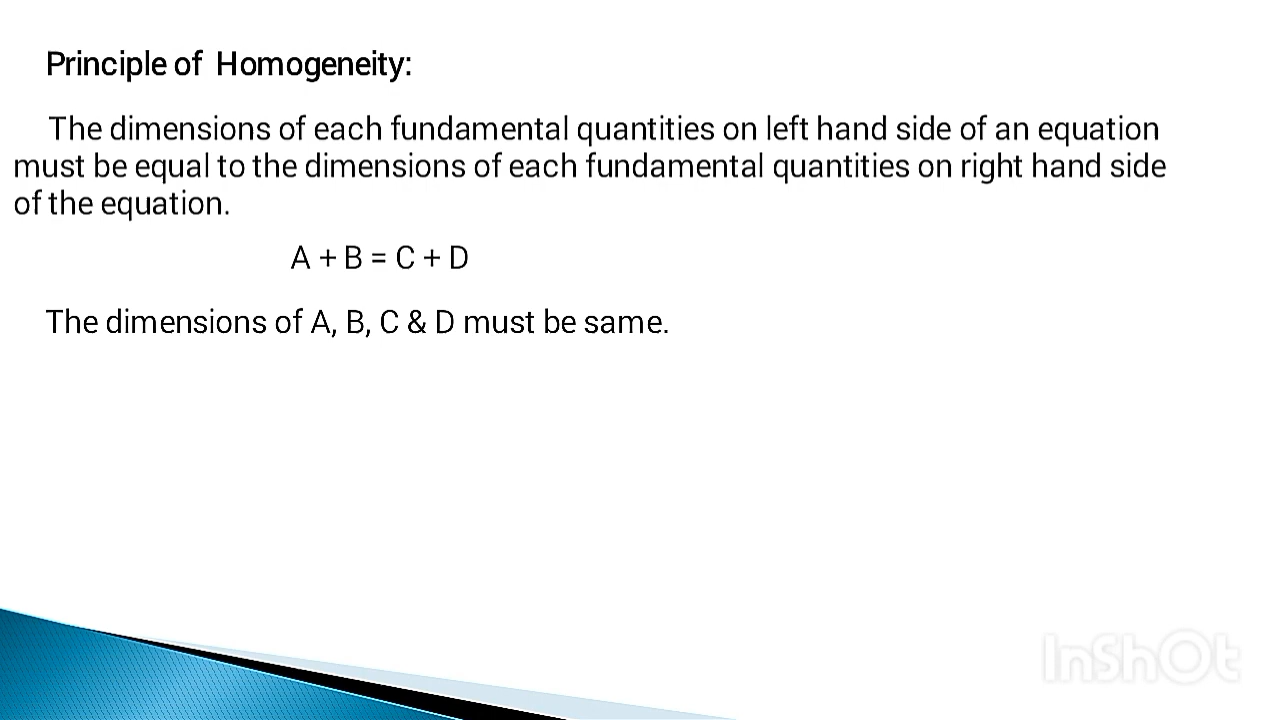 Principle of Homogeneity:
The dimensions of each fundamental quantities on left hand side of an equation
must be equal to the dimensions of each fundamental quantities on right hand side
of the equation.
A + B = C + D
The dimensions of A, B, C & D must be same.
InShOt